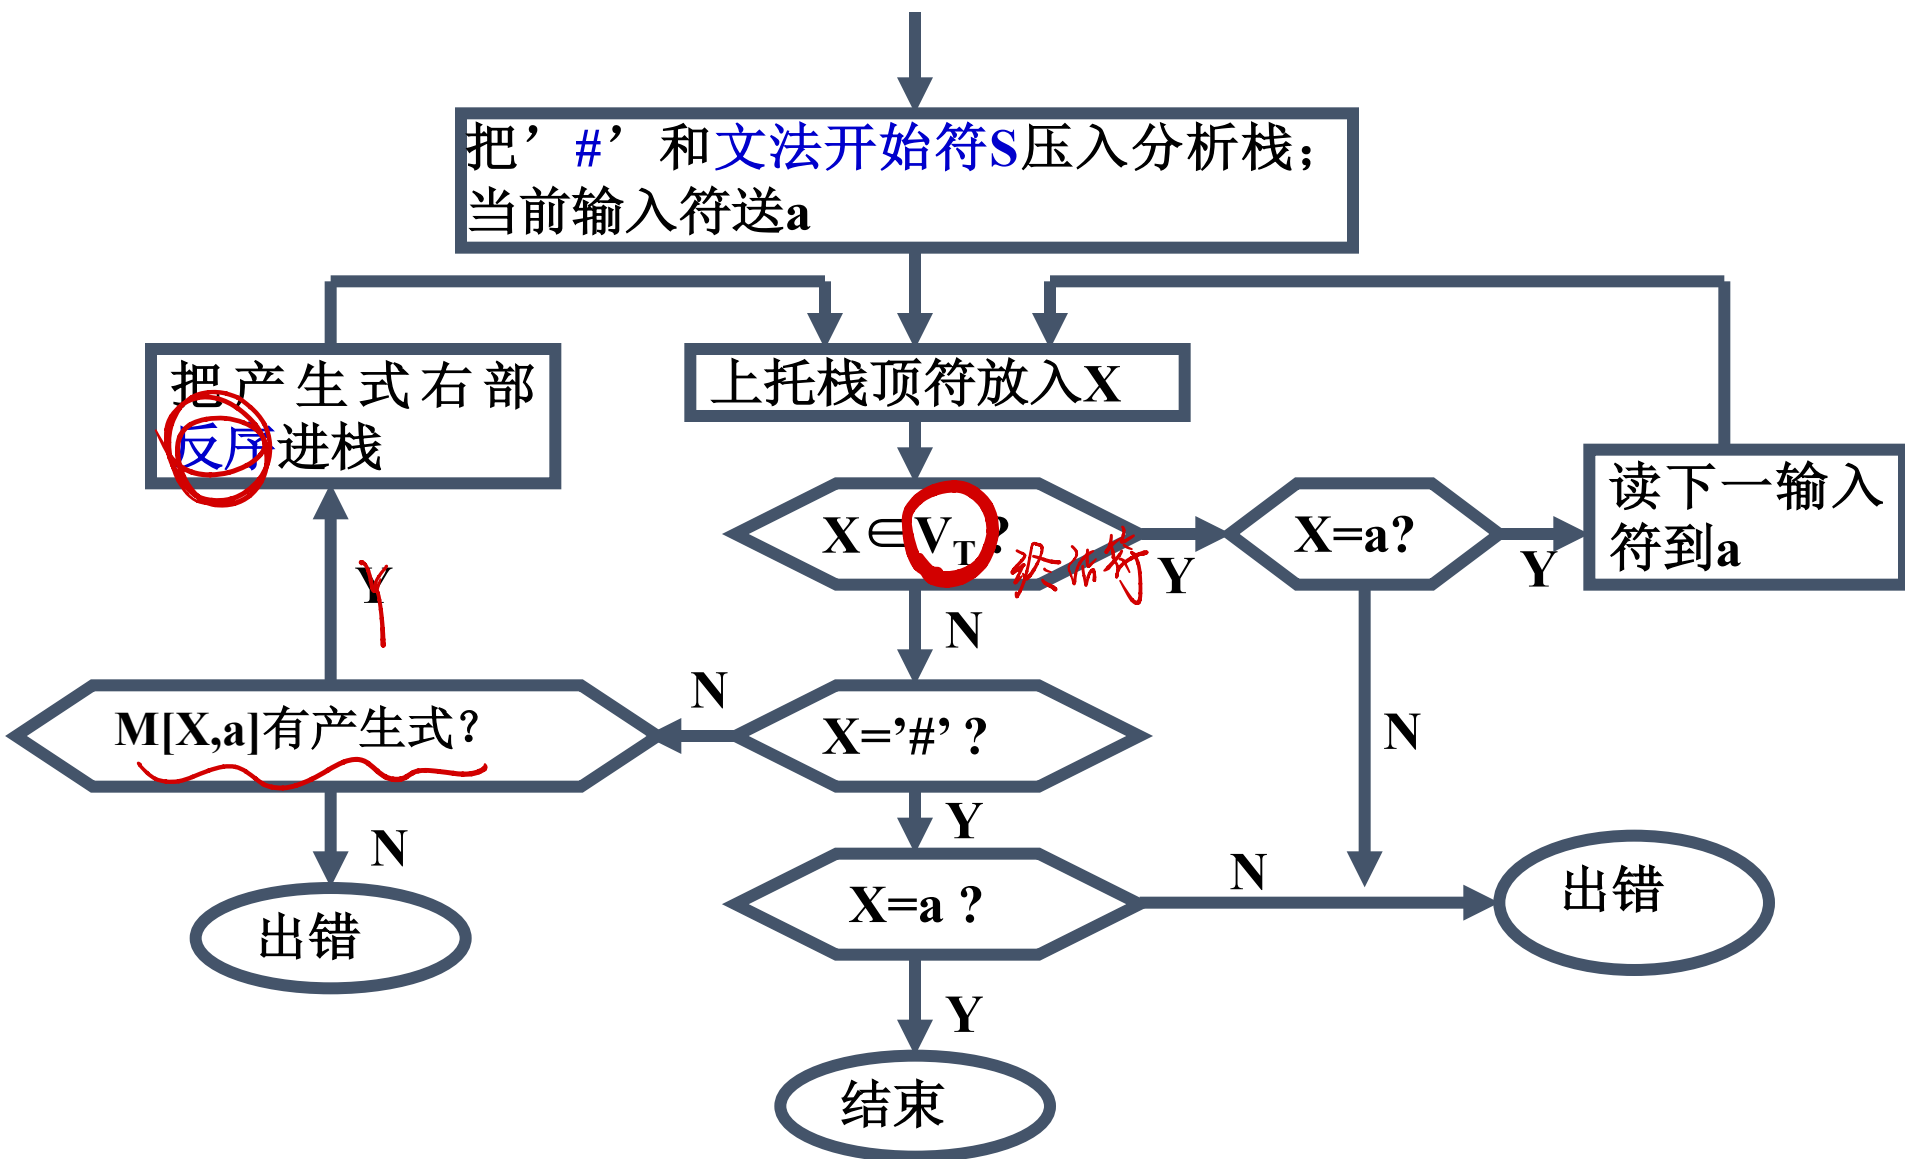 把’#’和文法开始符S压入分析栈；
当前输入符送a
把产生式右部
反序进栈
上托栈顶符放入X
读下一输入
符到a
X∈VT?
终结符
Y
X=a?
Y
Y
N
M[X,a]有产生式？
N
X=’#’?
N
Y
N
出错
X=a ?
N
出错
Y
结束